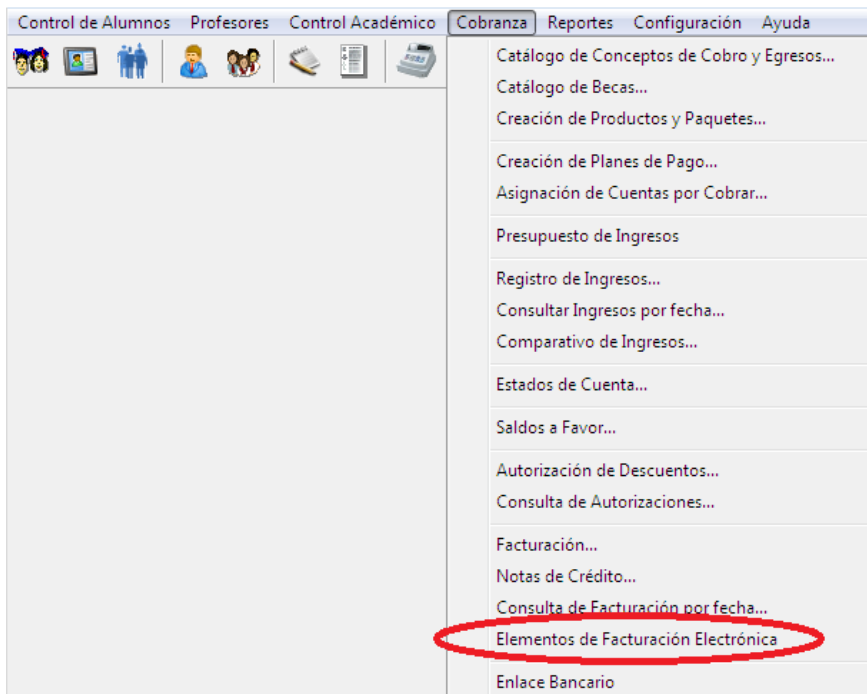 Control de Alumnos Profesores Control Académico Cobranza Reportes Configuración Ayuda
Catálogo de Conceptos de Cobro y Egresos...
Catálogo de Becas...
Creación de Productos y Paquetes...
Creación de Planes de Pago...
Asignación de Cuentas por Cobrar...
Presupuesto de Ingresos
Registro de Ingresos...
Consultar Ingresos por fecha...
Comparativo de Ingresos...
Estados de Cuenta...
Saldos a Favor...
Autorización de Descuentos...
Consulta de Autorizaciones...
Facturación...
Notas de Crédito...
Consulta de Facturación por fecha...
Elementos de Facturación Electrónica
Enlace Bancario